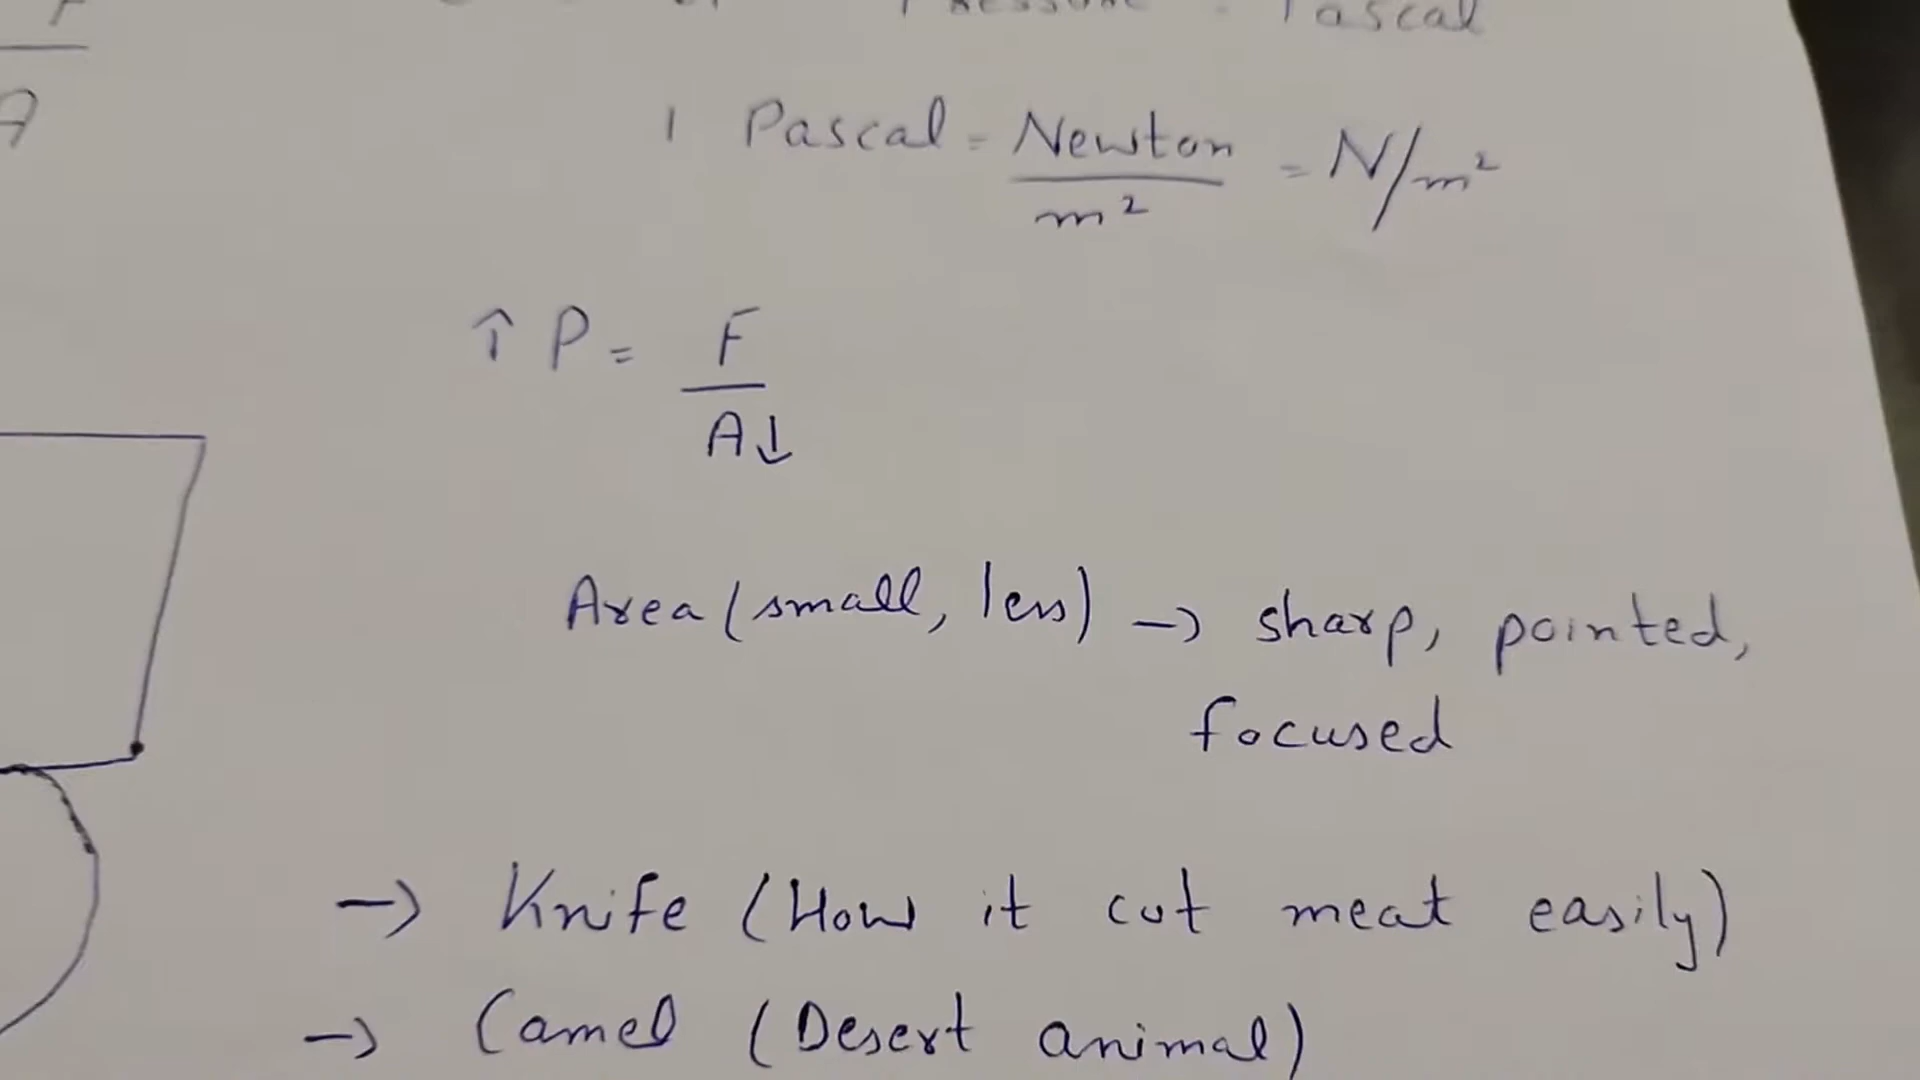 Pascal
F
A
1 Pascal = Newton / m² = N/m²
↑ P = F / A↓
Area (small, less) → sharp, pointed,
focused
→ Knife (How it cut meat easily)
→ Camel (Desert animal)